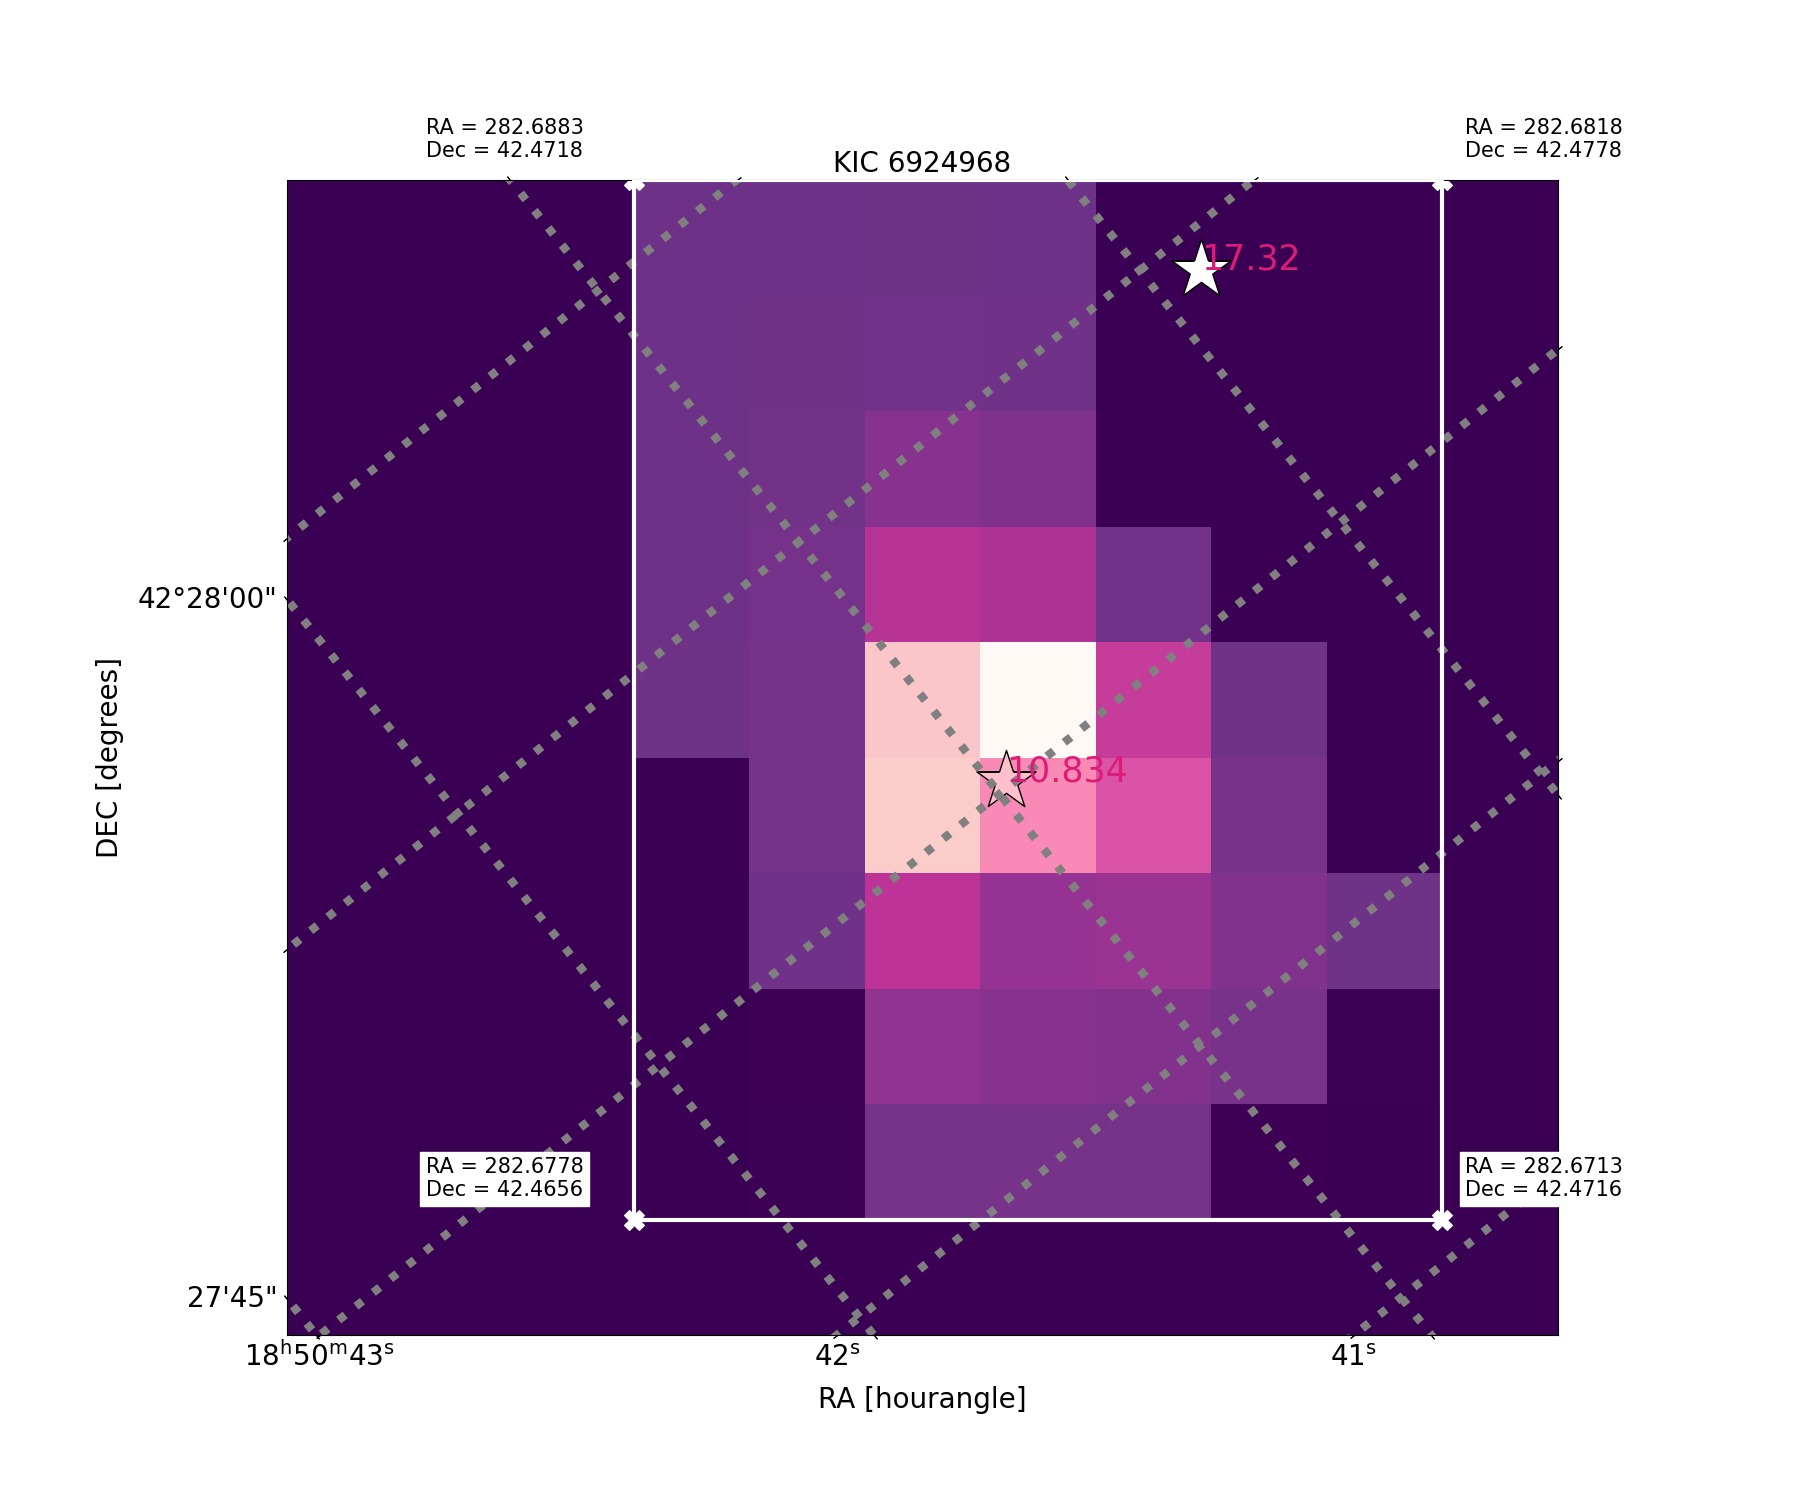 RA = 282.6883
Dec = 42.4718
RA = 282.6818
Dec = 42.4778
KIC 6924968
17.32
42°28'00"
10.834
DEC [degrees]
RA = 282.6778
Dec = 42.4656
RA = 282.6713
Dec = 42.4716
27'45"
18ʰ50ᵐ43ˢ
42ˢ
41ˢ
RA [hourangle]